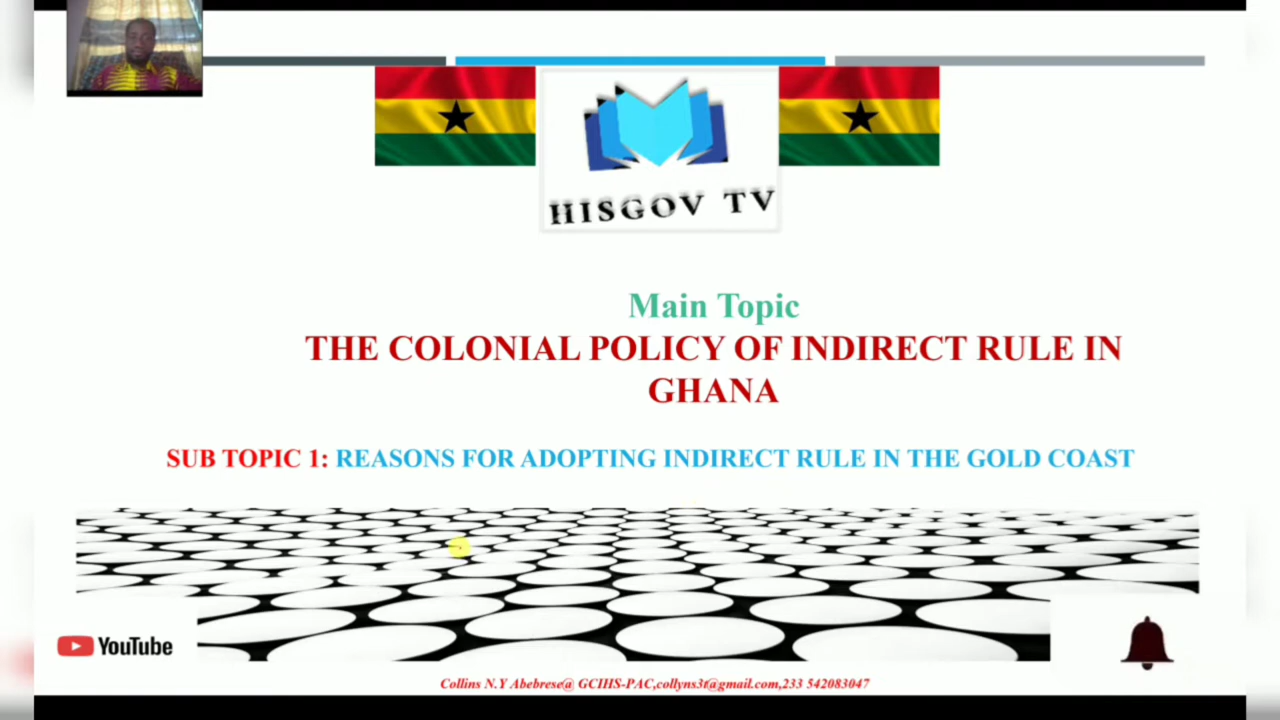 HISGOV TV
Main Topic
THE COLONIAL POLICY OF INDIRECT RULE IN
GHANA
SUB TOPIC 1: REASONS FOR ADOPTING INDIRECT RULE IN THE GOLD COAST
YouTube
Collins N.Y Abebrese@ GCIHS-PAC,collyns3t@gmail.com,233 542083047